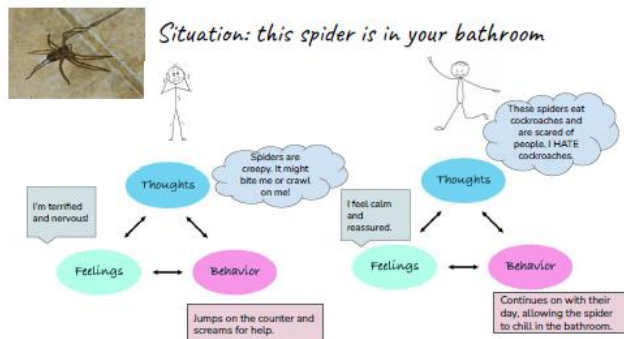 Situation: this spider is in your bathroom
Spiders are
creepy. It might
bite me or crawl
on me!
Thoughts
I'm terrified
and nervous!
Feelings
Behavior
Jumps on the counter and
screams for help.
These spiders eat
cockroaches and
are scared of
people. I HATE
cockroaches.
Thoughts
I feel calm
and
reassured.
Feelings
Behavior
Continues on with their
day, allowing the spider
to chill in the bathroom.